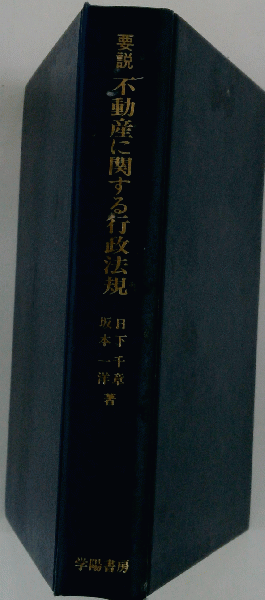 要説 不動産に関する行政法規
日下千章
坂本一洋 著
学陽書房